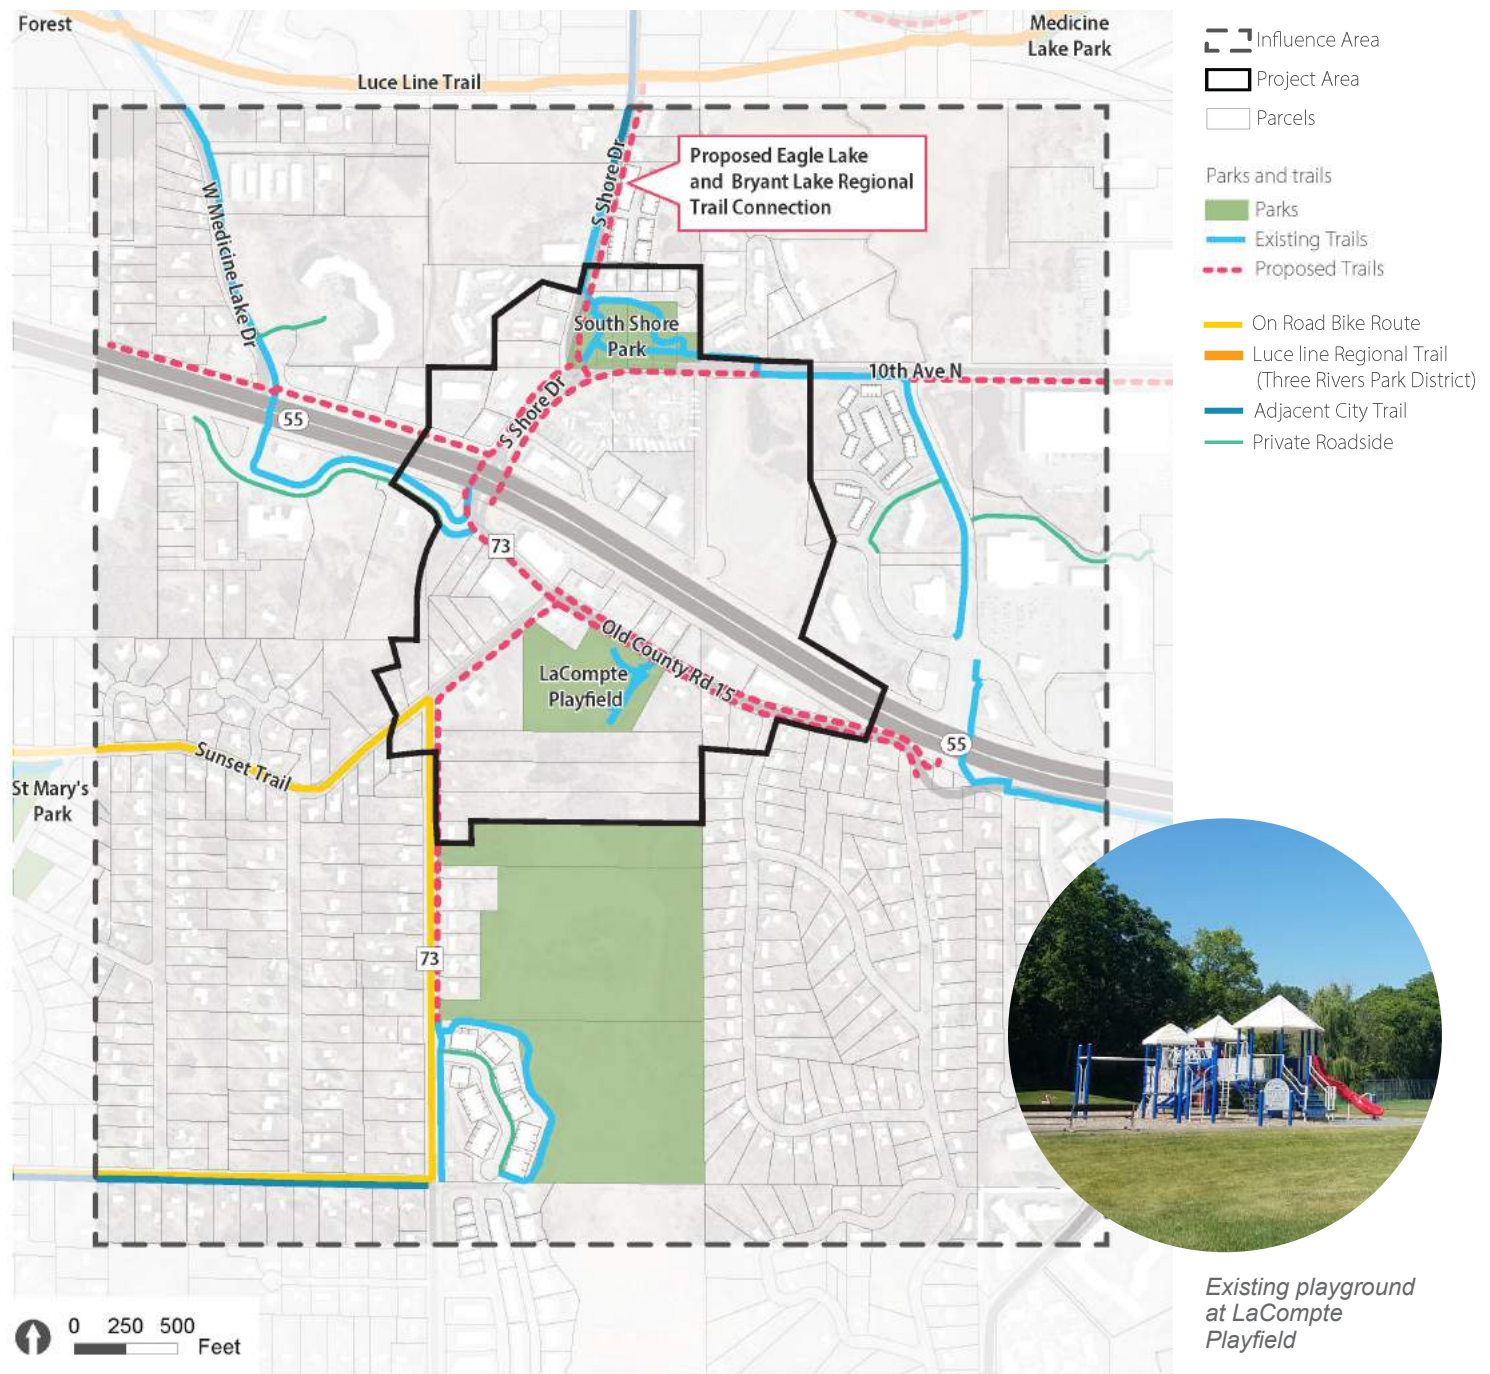 Forest
Medicine
Lake Park
Luce Line Trail
S Shore Dr
Proposed Eagle Lake
and Bryant Lake Regional
Trail Connection
W Medicine Lake Dr
South Shore
Park
10th Ave N
S Shore Dr
55
73
Old County Rd 15
LaCompte
Playfield
Sunset Trail
55
St Mary's
Park
73
0 250 500
Feet
Influence Area
Project Area
Parcels
Parks and trails
Parks
Existing Trails
Proposed Trails
On Road Bike Route
Luce line Regional Trail
(Three Rivers Park District)
Adjacent City Trail
Private Roadside
Existing playground
at LaCompte
Playfield